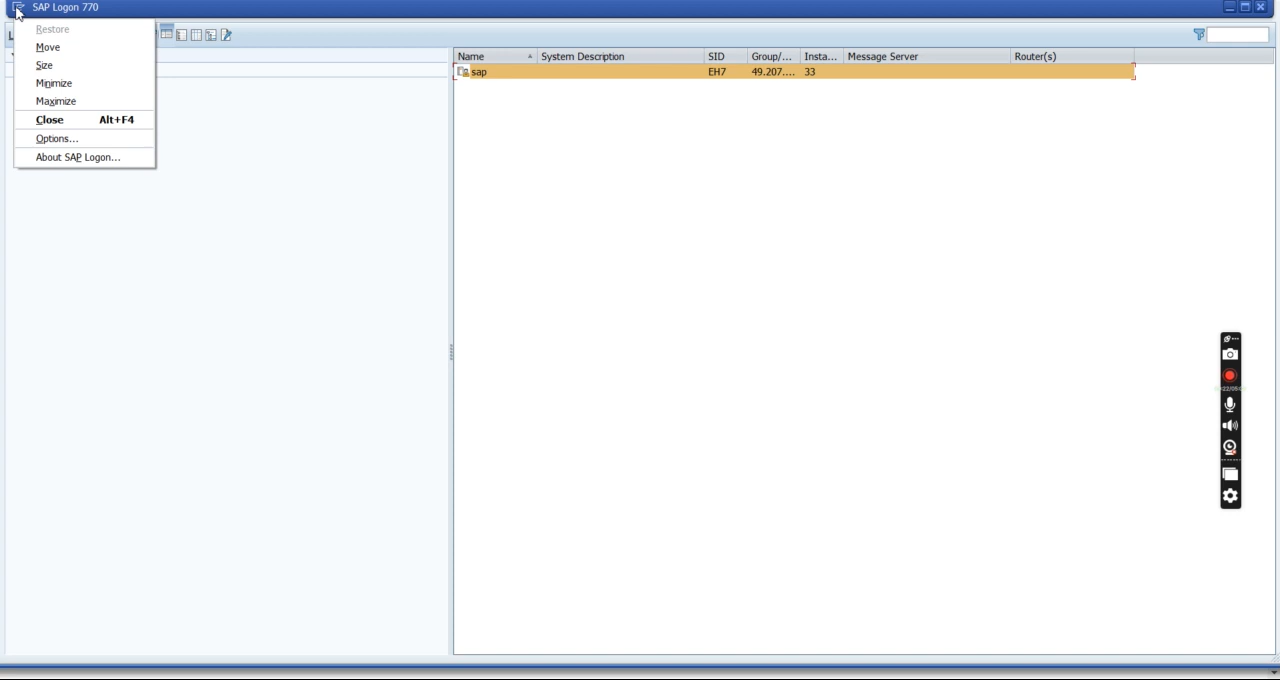 SAP Logon 770
Restore
Move
Size
Minimize
Maximize
Close Alt+F4
Options...
About SAP Logon...
Name System Description SID Group/... Insta... Message Server Router(s)
sap EH7 49.207.... 33